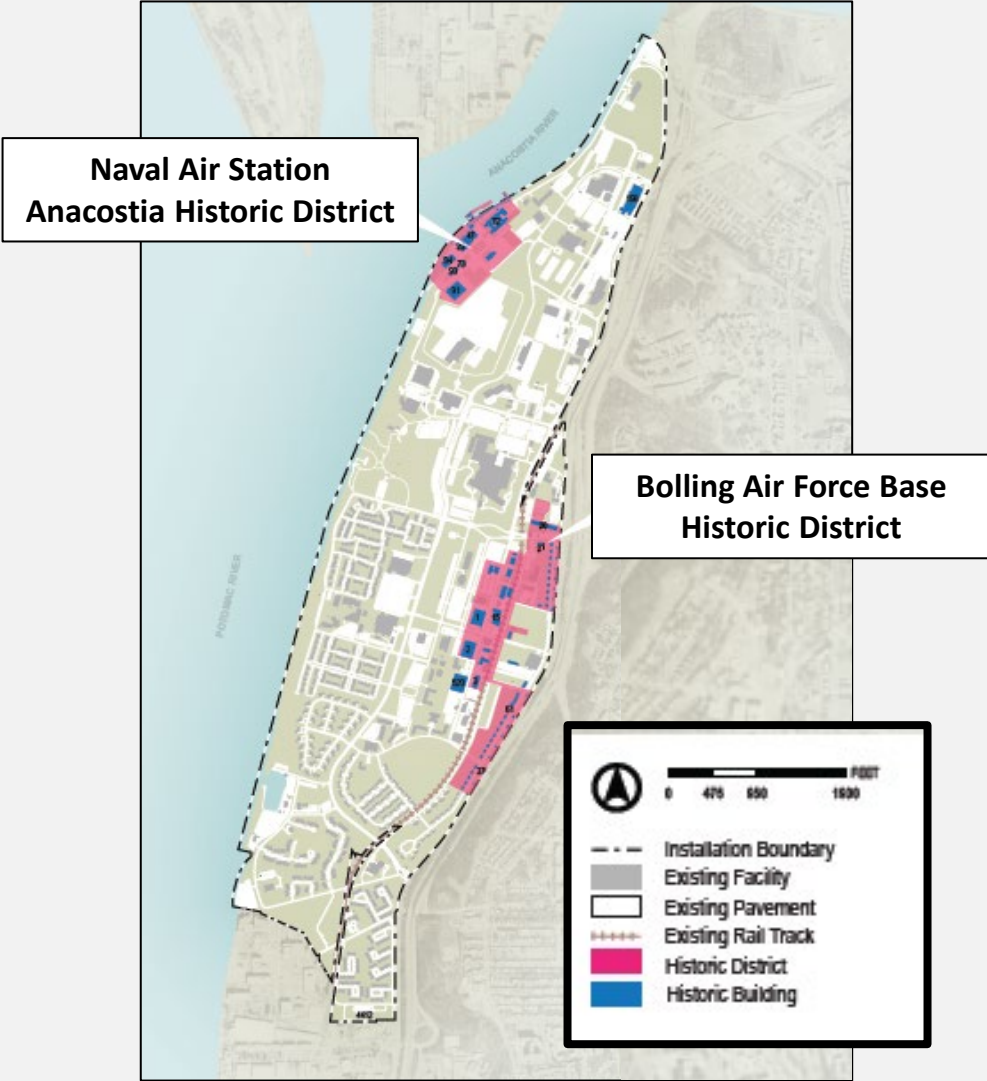 ANACOSTIA RIVER
Naval Air Station
Anacostia Historic District
Bolling Air Force Base
Historic District
POTOMAC RIVER
FEET
0 475 950 1900
Installation Boundary
Existing Facility
Existing Pavement
Existing Rail Track
Historic District
Historic Building